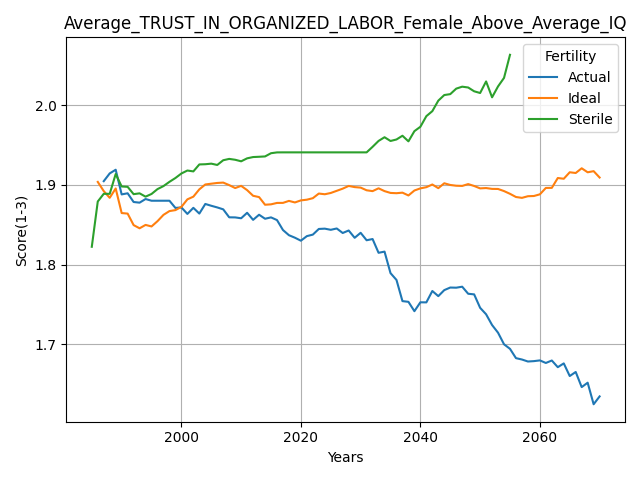 Average_TRUST_IN_ORGANIZED_LABOR_Female_Above_Average_IQ
Fertility
Actual
Ideal
Sterile
2.0
1.9
1.8
1.7
Score(1-3)
2000
2020
2040
2060
Years